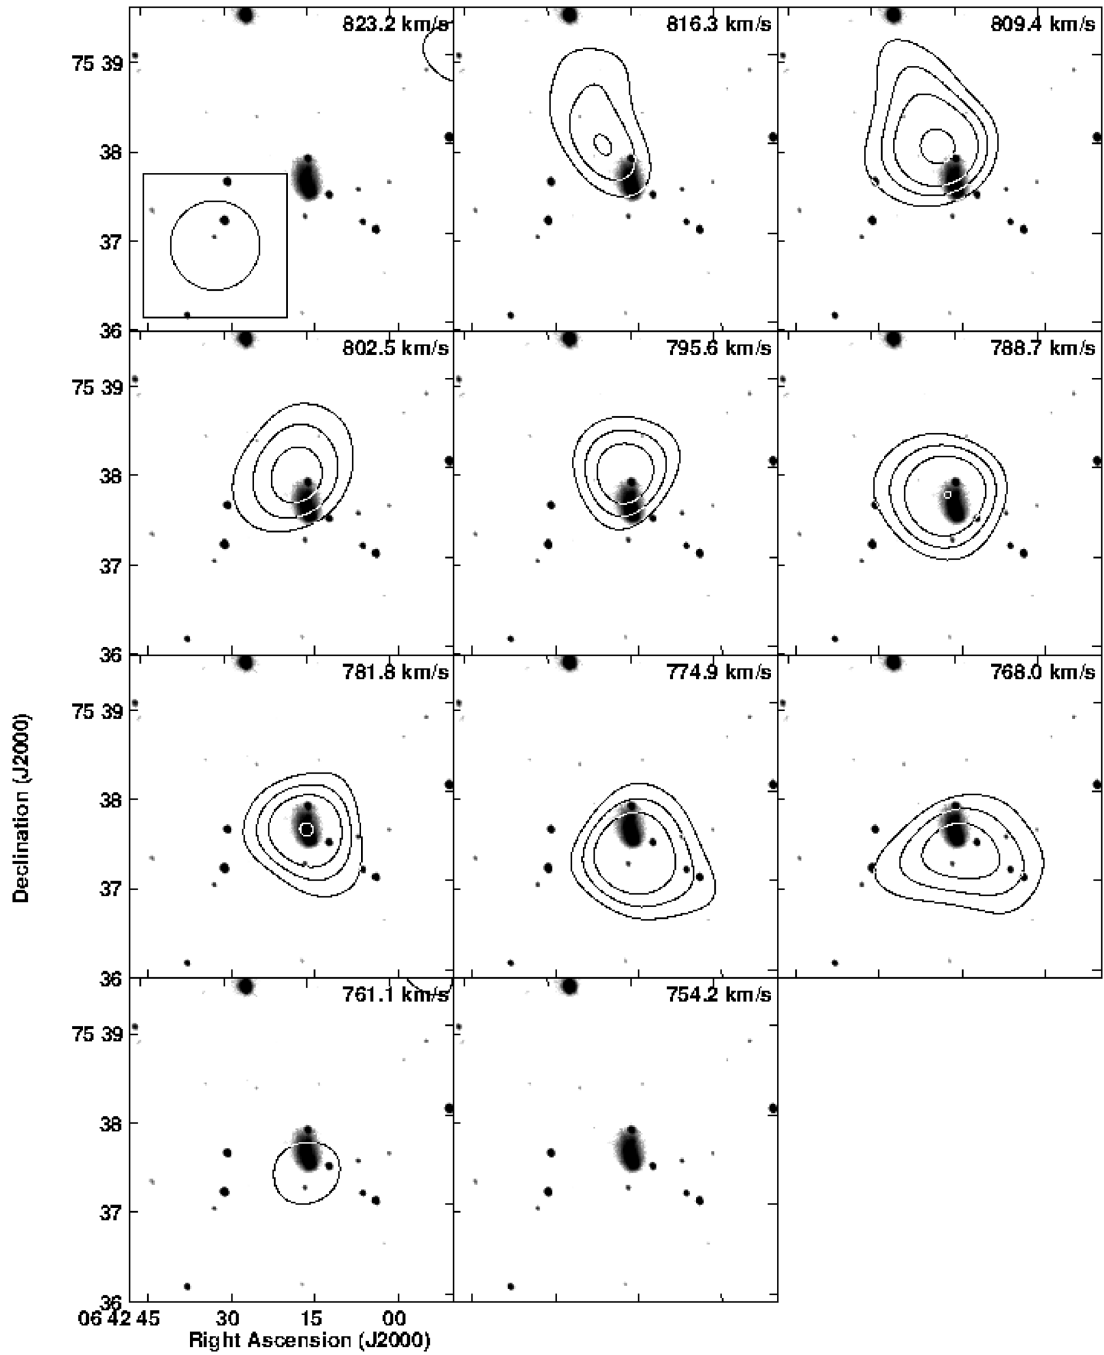 823.2 km/s
816.3 km/s
809.4 km/s
75 39
38
37
36
802.5 km/s
795.6 km/s
788.7 km/s
75 39
38
37
36
781.8 km/s
774.9 km/s
768.0 km/s
75 39
38
37
36
761.1 km/s
754.2 km/s
75 39
38
37
36
06 42 45
30
15
00
Right Ascension (J2000)
Declination (J2000)